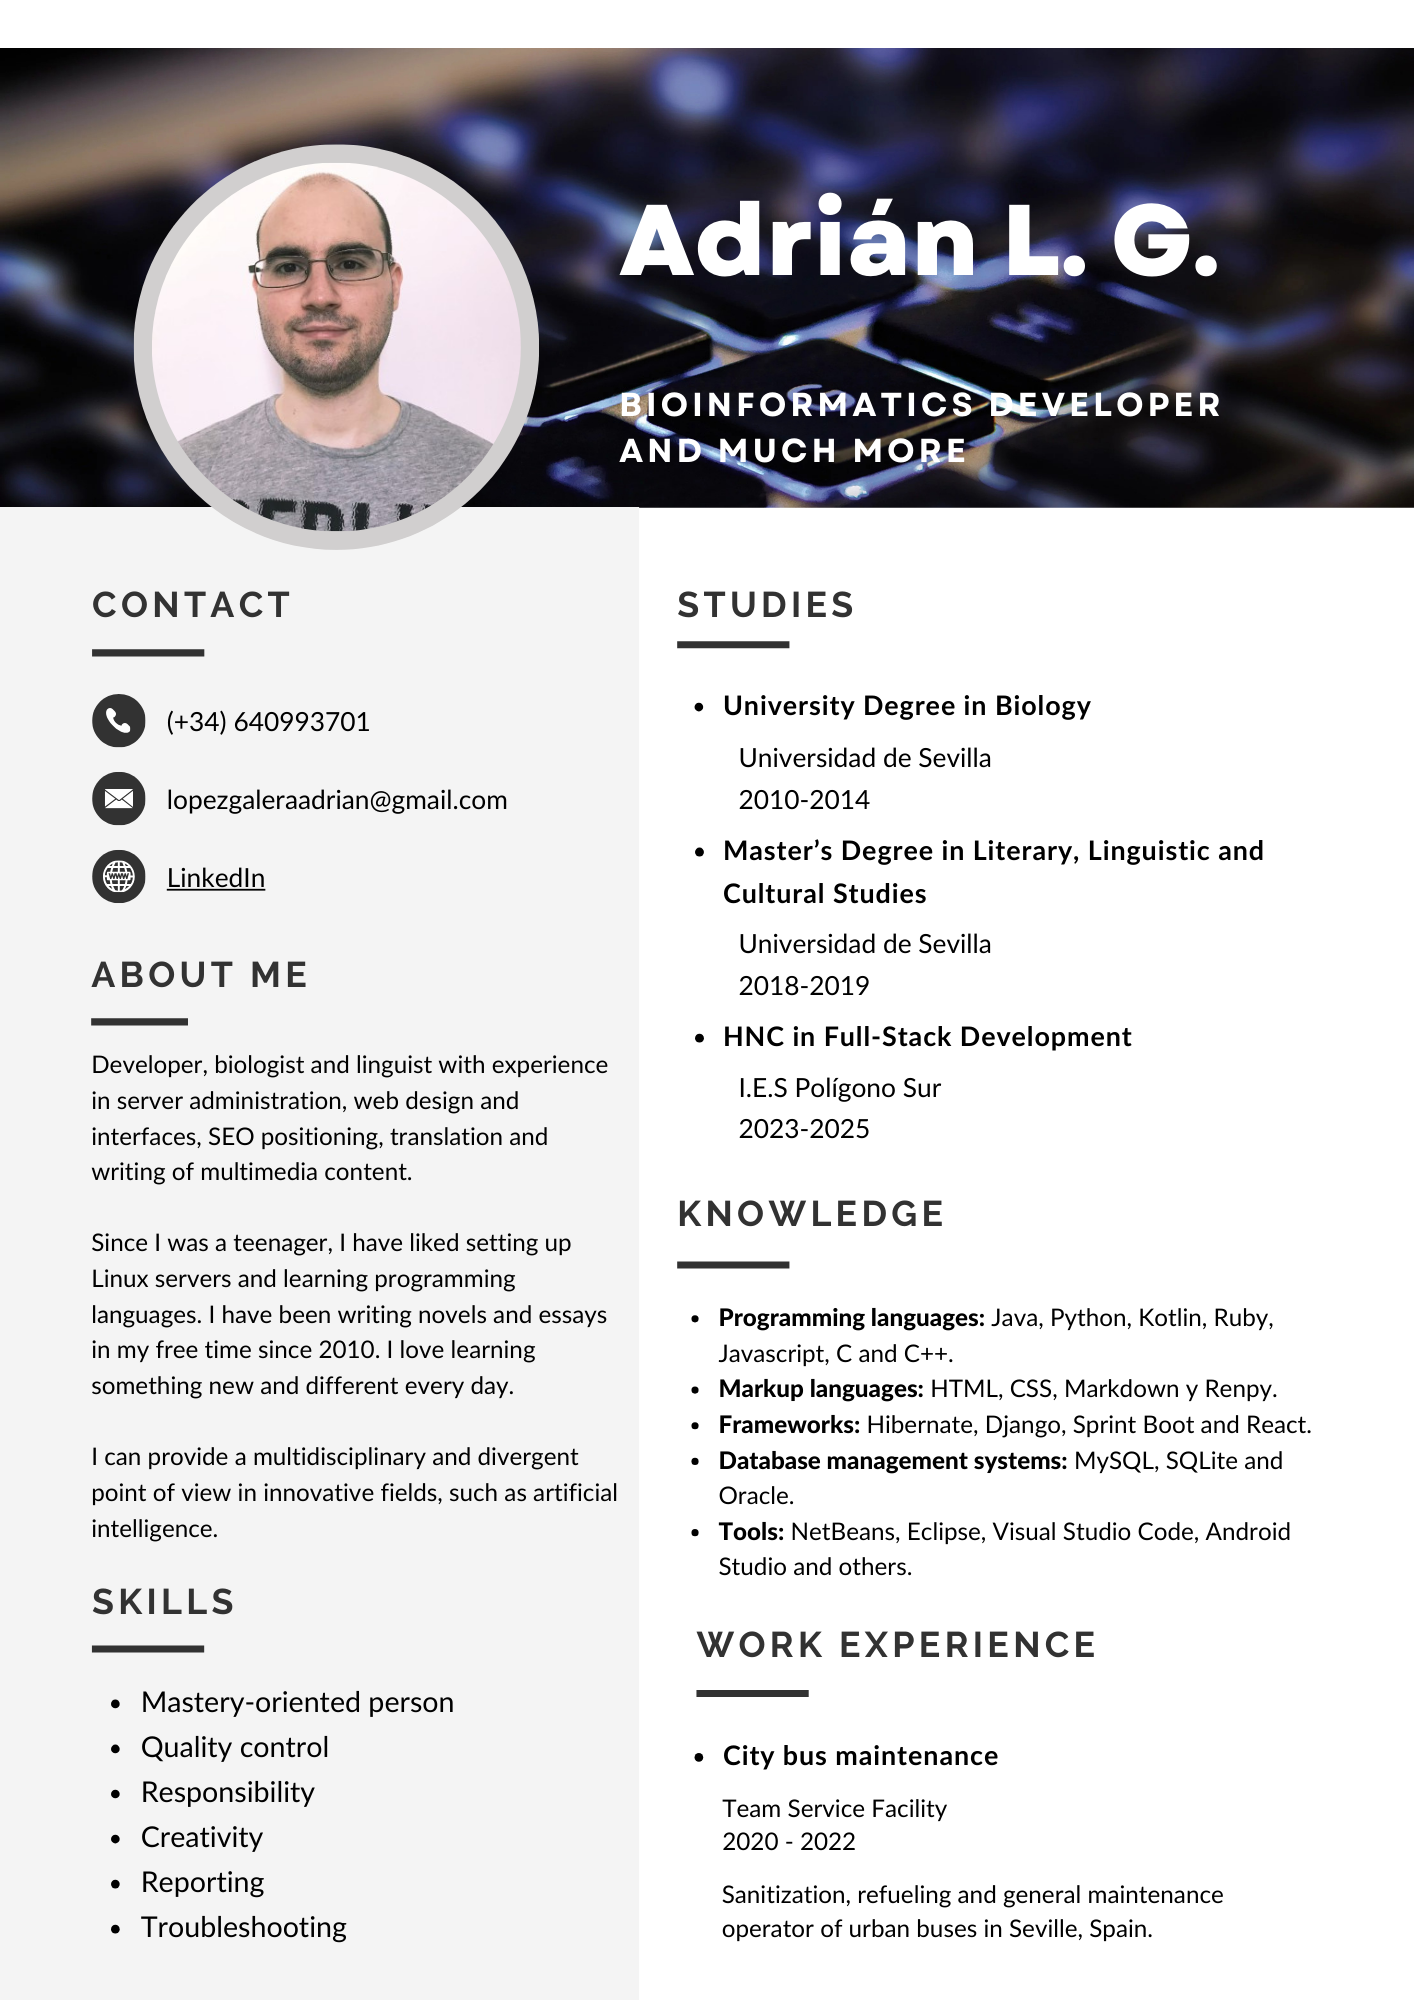 Adrián L. G.
BIOINFORMATICS DEVELOPER
AND MUCH MORE
CONTACT
(+34) 640993701
lopezgaleraadrian@gmail.com
LinkedIn
ABOUT ME
Developer, biologist and linguist with experience
in server administration, web design and
interfaces, SEO positioning, translation and
writing of multimedia content.
Since I was a teenager, I have liked setting up
Linux servers and learning programming
languages. I have been writing novels and essays
in my free time since 2010. I love learning
something new and different every day.
I can provide a multidisciplinary and divergent
point of view in innovative fields, such as artificial
intelligence.
SKILLS
• Mastery-oriented person
• Quality control
• Responsibility
• Creativity
• Reporting
• Troubleshooting
STUDIES
• University Degree in Biology
Universidad de Sevilla
2010-2014
• Master’s Degree in Literary, Linguistic and
Cultural Studies
Universidad de Sevilla
2018-2019
• HNC in Full-Stack Development
I.E.S Polígono Sur
2023-2025
KNOWLEDGE
• Programming languages: Java, Python, Kotlin, Ruby,
Javascript, C and C++.
• Markup languages: HTML, CSS, Markdown y Renpy.
• Frameworks: Hibernate, Django, Sprint Boot and React.
• Database management systems: MySQL, SQLite and
Oracle.
• Tools: NetBeans, Eclipse, Visual Studio Code, Android
Studio and others.
WORK EXPERIENCE
• City bus maintenance
Team Service Facility
2020 - 2022
Sanitization, refueling and general maintenance
operator of urban buses in Seville, Spain.